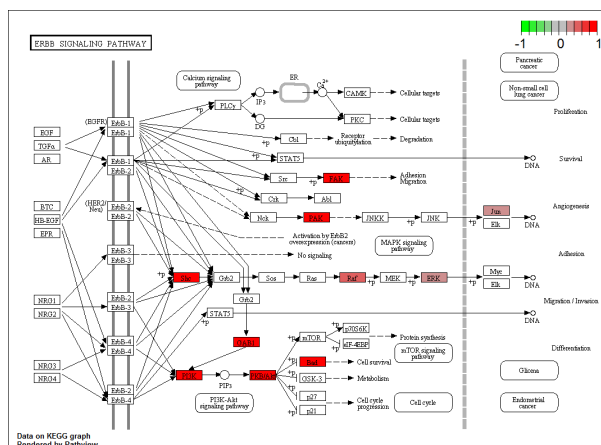 ERBB SIGNALING PATHWAY
-1 0 1
Pancreatic
cancer
Non-small cell
lung cancer
Calcium signaling
pathway
ER
IP3
Ca2+
CAMK
Cellular targets
+p
PLCγ
DG
PKC
Cellular targets
(EGFR)
ErbB-1
ErbB-1
Cbl
Receptor
ubiquitylation
Degradation
Proliferation
EGF
TGFα
AR
ErbB-1
ErbB-2
STAT5
DNA
Survival
+p
Src
FAK
Adhesion
Migration
+p
Crk
Abl
BTC
HB-EGF
EPR
(HER2/
Neu)
ErbB-2
ErbB-2
+p
Nck
PAK
JNKK
JNK
+p
Jun
Elk
DNA
Angiogenesis
Activation by ErbB2
overexpression (cancers)
MAPK signaling
pathway
ErbB-3
ErbB-3
No signaling
Adhesion
+p
Shc
Grb2
Sos
Ras
Raf
+p
MEK
+p
ERK
+p
Myc
Elk
DNA
NRG1
NRG2
ErbB-2
ErbB-3
Grb2
STAT5
+p
DNA
Migration / Invasion
ErbB-4
ErbB-4
GAB1
+p
mTOR
+p
p70S6K
eIF-4EBP
+p
Protein synthesis
mTOR signaling
pathway
Differentiation
NRG3
NRG4
ErbB-2
ErbB-4
PI3K
PIP3
PKB/Akt
+p
Bad
Cell survival
+p
GSK-3
Metabolism
Glioma
PI3K-Akt
signaling pathway
+p
p27
p21
+p
Cell cycle
progression
Cell cycle
Endometrial
cancer
Data on KEGG graph
Rendered by Pathview